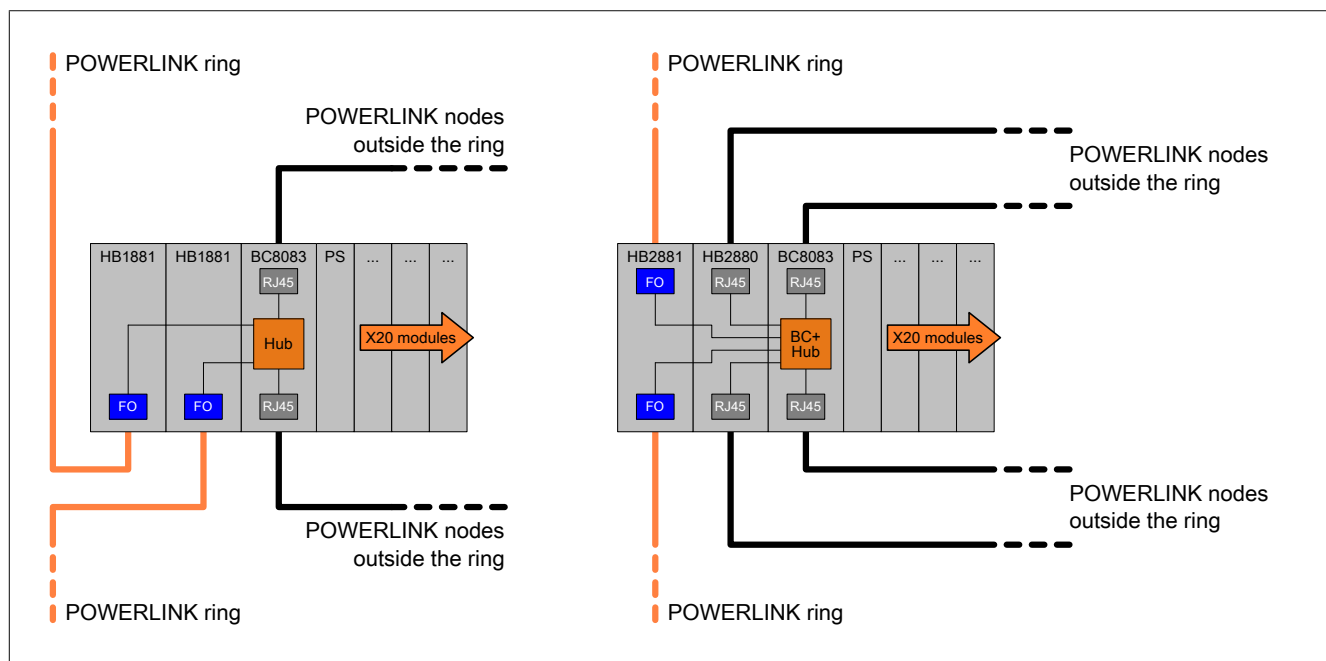 POWERLINK ring
POWERLINK nodes
outside the ring
HB1881
HB1881
BC8083
PS
...
...
...
RJ45
Hub
X20 modules
FO
FO
RJ45
POWERLINK nodes
outside the ring
POWERLINK ring
POWERLINK ring
POWERLINK nodes
outside the ring
HB2881
HB2880
BC8083
PS
...
...
...
FO
RJ45
RJ45
BC+
Hub
X20 modules
FO
RJ45
RJ45
POWERLINK nodes
outside the ring
POWERLINK ring